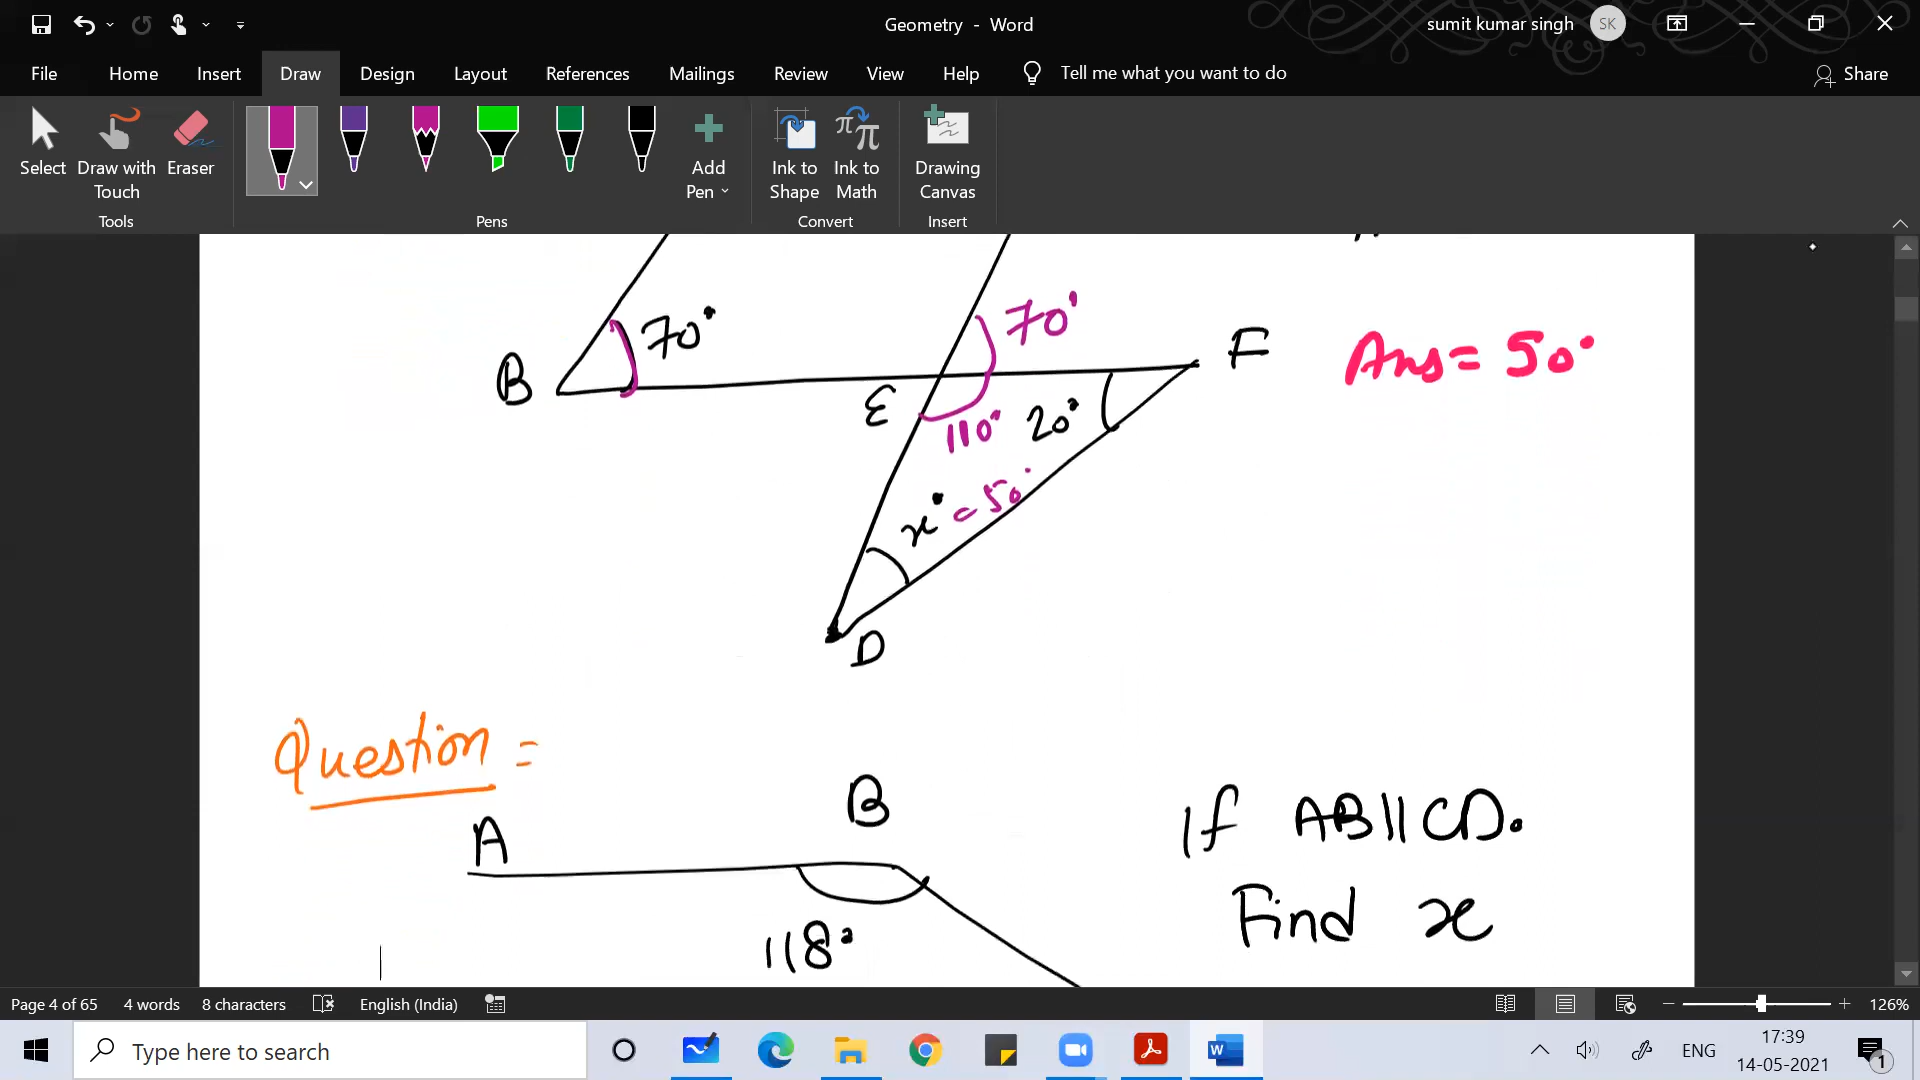 Geometry - Word
sumit kumar singh
SK
File
Home
Insert
Draw
Design
Layout
References
Mailings
Review
View
Help
Tell me what you want to do
Share
Select
Draw with Touch
Eraser
Add Pen
Ink to Shape
Ink to Math
Drawing Canvas
Tools
Pens
Convert
Insert
70°
B
70°
F
Ans = 50°
E
110°
20°
x° = 50°
D
Question =
A
B
If AB||CD.
Find x
118°
Page 4 of 65
4 words
8 characters
English (India)
126%
Type here to search
ENG
17:39
14-05-2021
1